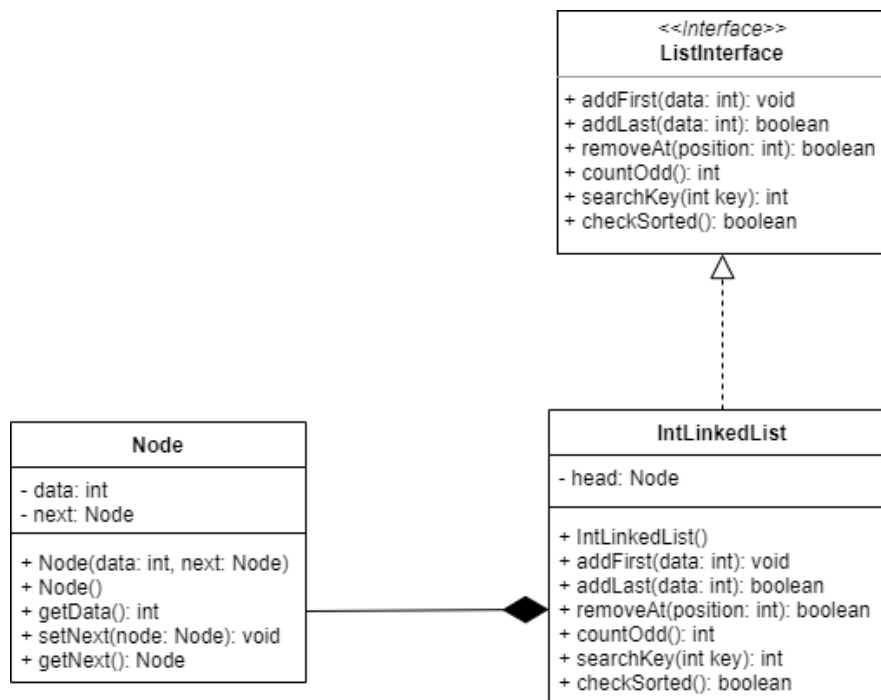 <<Interface>>
ListInterface
+ addFirst(data: int): void
+ addLast(data: int): boolean
+ removeAt(position: int): boolean
+ countOdd(): int
+ searchKey(int key): int
+ checkSorted(): boolean
Node
- data: int
- next: Node
+ Node(data: int, next: Node)
+ Node()
+ getData(): int
+ setNext(node: Node): void
+ getNext(): Node
IntLinkedList
- head: Node
+ IntLinkedList()
+ addFirst(data: int): void
+ addLast(data: int): boolean
+ removeAt(position: int): boolean
+ countOdd(): int
+ searchKey(int key): int
+ checkSorted(): boolean